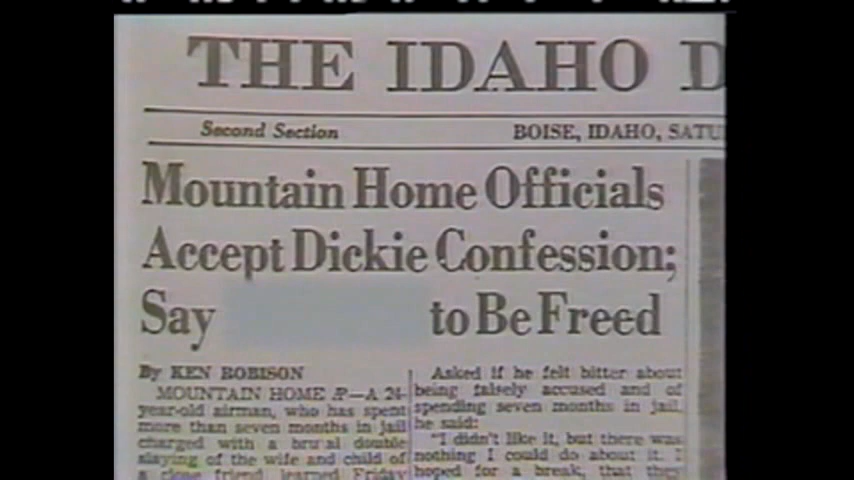 THE IDAHO D
Second Section
BOISE, IDAHO, SATU
Mountain Home Officials
Accept Dickie Confession;
Say to Be Freed
By KEN ROBISON
MOUNTAIN HOME —A 24-
year-old airman, who has spent
more than seven months in jail
charged with a brutal double
slaying of the wife and child of
a close friend learned Friday
Asked if he felt bitter about
being falsely accused and of
spending seven months in jail,
he said:
"I didn't like it, but there was
nothing I could do about it. I
hoped for a break, that they